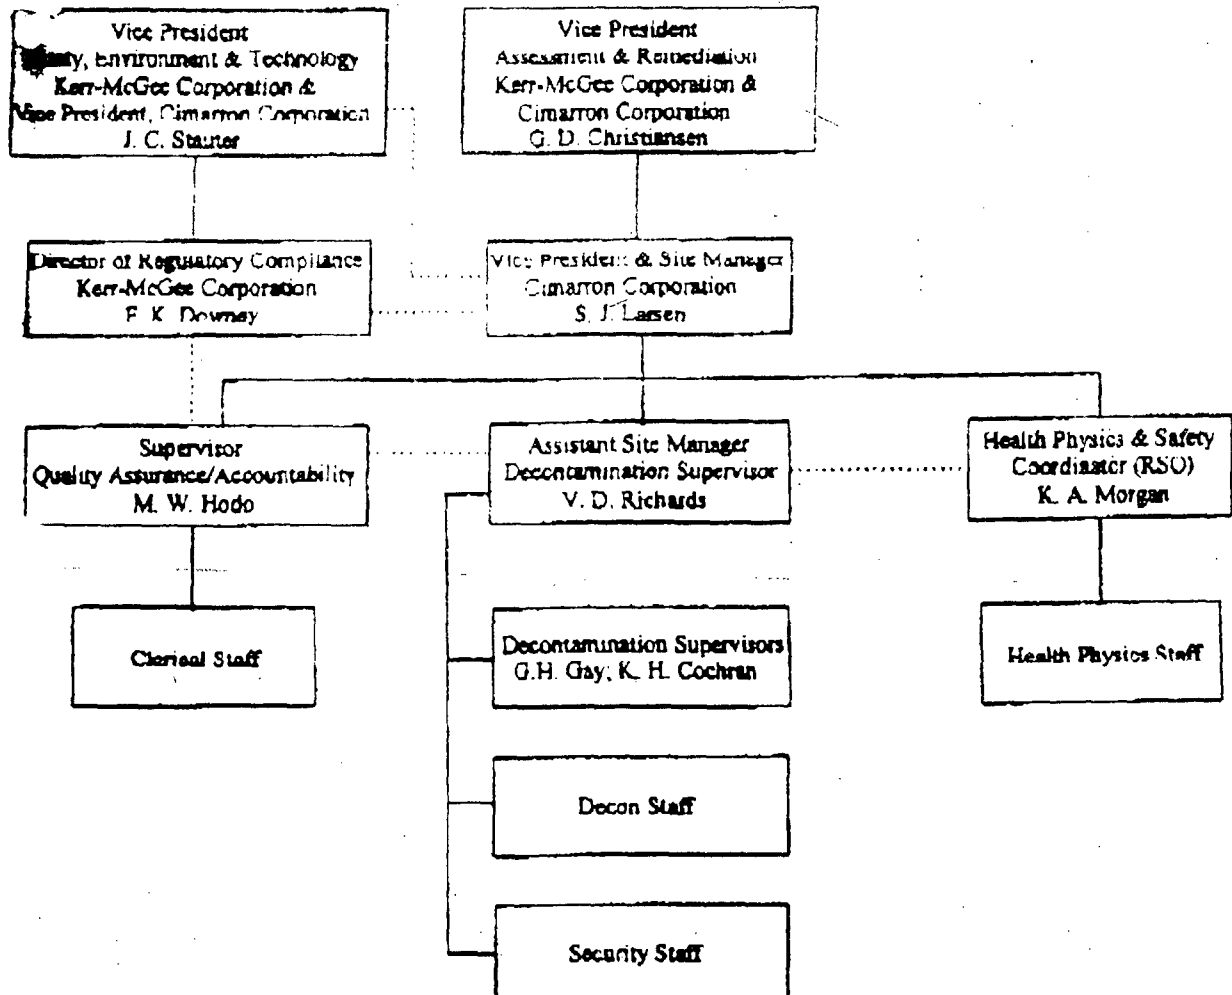 Vice President
Environment & Technology
Kerr-McGee Corporation &
Vice President, Cimarron Corporation
J. C. Stauter
Vice President
Assessment & Remediation
Kerr-McGee Corporation &
Cimarron Corporation
G. D. Christiansen
Director of Regulatory Compliance
Kerr-McGee Corporation
F. K. Downey
Vice President & Site Manager
Cimarron Corporation
S. J. Larsen
Supervisor
Quality Assurance/Accountability
M. W. Hodo
Assistant Site Manager
Decontamination Supervisor
V. D. Richards
Health Physics & Safety
Coordinator (RSO)
K. A. Morgan
Clerical Staff
Decontamination Supervisors
G.H. Gay; K. H. Cochran
Health Physics Staff
Decon Staff
Security Staff